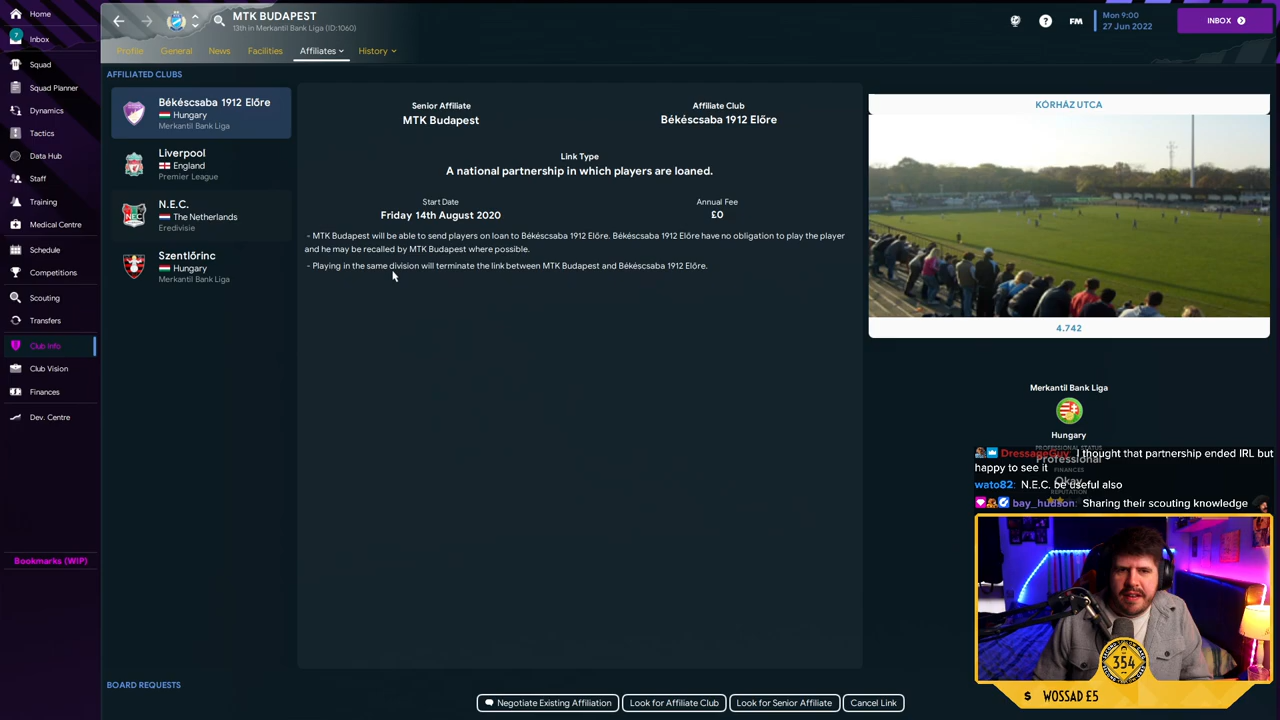 MTK BUDAPEST
13th in Merkantil Bank Liga (ID:1060)
FM
Mon 9:00
27 Jun 2022
INBOX
Profile
General
News
Facilities
Affiliates
History
Home
7
Inbox
Squad
Squad Planner
Dynamics
Tactics
Data Hub
Staff
Training
Medical Centre
Schedule
Competitions
Scouting
Transfers
Club Info
Club Vision
Finances
Dev. Centre
Bookmarks (WIP)
AFFILIATED CLUBS
Békéscsaba 1912 Előre
Hungary
Merkantil Bank Liga
Liverpool
England
Premier League
N.E.C.
The Netherlands
Eredivisie
Szentlőrinc
Hungary
Merkantil Bank Liga
Senior Affiliate
MTK Budapest
Affiliate Club
Békéscsaba 1912 Előre
Link Type
A national partnership in which players are loaned.
Start Date
Friday 14th August 2020
Annual Fee
£0
- MTK Budapest will be able to send players on loan to Békéscsaba 1912 Előre. Békéscsaba 1912 Előre have no obligation to play the player
and he may be recalled by MTK Budapest where possible.
- Playing in the same division will terminate the link between MTK Budapest and Békéscsaba 1912 Előre.
KÓRHÁZ UTCA
4.742
Merkantil Bank Liga
Hungary
PROFESSIONAL STATUS
Professional
FINANCES
Okay
REPUTATION
DressageGuy: I thought that partnership ended IRL but
happy to see it
wato82: N.E.C. be useful also
bay_hudson: Sharing their scouting knowledge
354
$ WOSSAD £5
BOARD REQUESTS
Negotiate Existing Affiliation
Look for Affiliate Club
Look for Senior Affiliate
Cancel Link